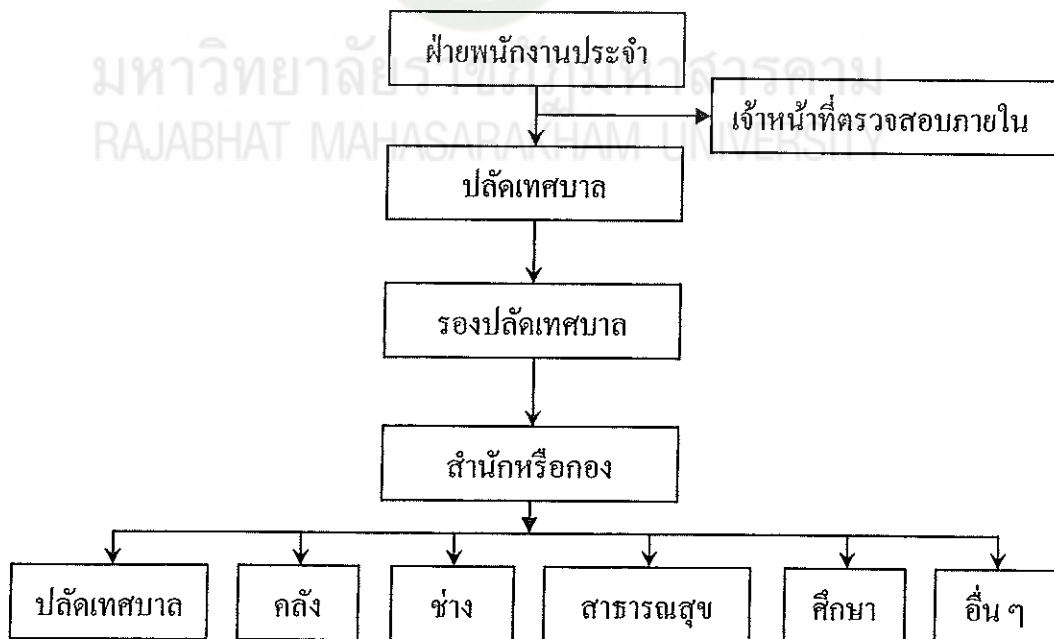 มหาวิทยาลัยราชภัฏมหาสารคาม
RAJABHAT MAHASARAKHAM UNIVERSITY
ฝ่ายพนักงานประจำ
เจ้าหน้าที่ตรวจสอบภายใน
ปลัดเทศบาล
รองปลัดเทศบาล
สำนักหรือกอง
ปลัดเทศบาล
คลัง
ช่าง
สาธารณสุข
ศึกษา
อื่น ๆ